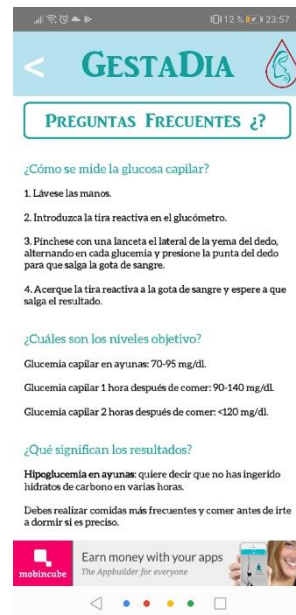 12 % 23:57
GESTADIA
PREGUNTAS FRECUENTES ¿?
¿Cómo se mide la glucosa capilar?
1. Lávese las manos.
2. Introduzca la tira reactiva en el glucómetro.
3. Pínchese con una lanceta el lateral de la yema del dedo,
alternando en cada glucemia y presione la punta del dedo
para que salga la gota de sangre.
4. Acerque la tira reactiva a la gota de sangre y espere a que
salga el resultado.
¿Cuáles son los niveles objetivo?
Glucemia capilar en ayunas: 70-95 mg/dl.
Glucemia capilar 1 hora después de comer: 90-140 mg/dl.
Glucemia capilar 2 horas después de comer: <120 mg/dl.
¿Qué significan los resultados?
Hipoglucemia en ayunas: quiere decir que no has ingerido
hidratos de carbono en varias horas.
Debes realizar comidas más frecuentes y comer antes de irte
a dormir si es preciso.
mobincube
Earn money with your apps
The Appbuilder for everyone